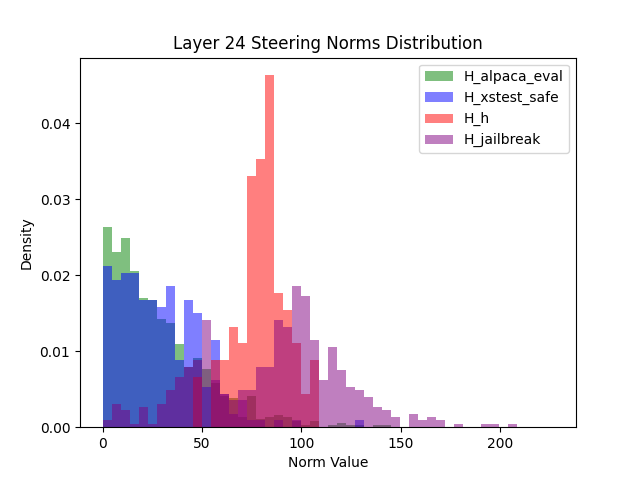 Layer 24 Steering Norms Distribution
H_alpaca_eval
H_xstest_safe
H_h
H_jailbreak
0.04
0.03
0.02
0.01
0.00
Density
0 50 100 150 200
Norm Value